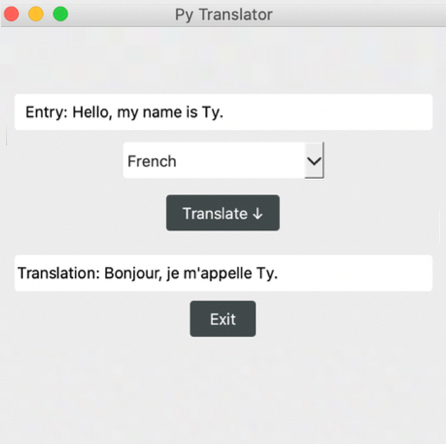 Py Translator
Entry: Hello, my name is Ty.
French
Translate ↓
Translation: Bonjour, je m'appelle Ty.
Exit